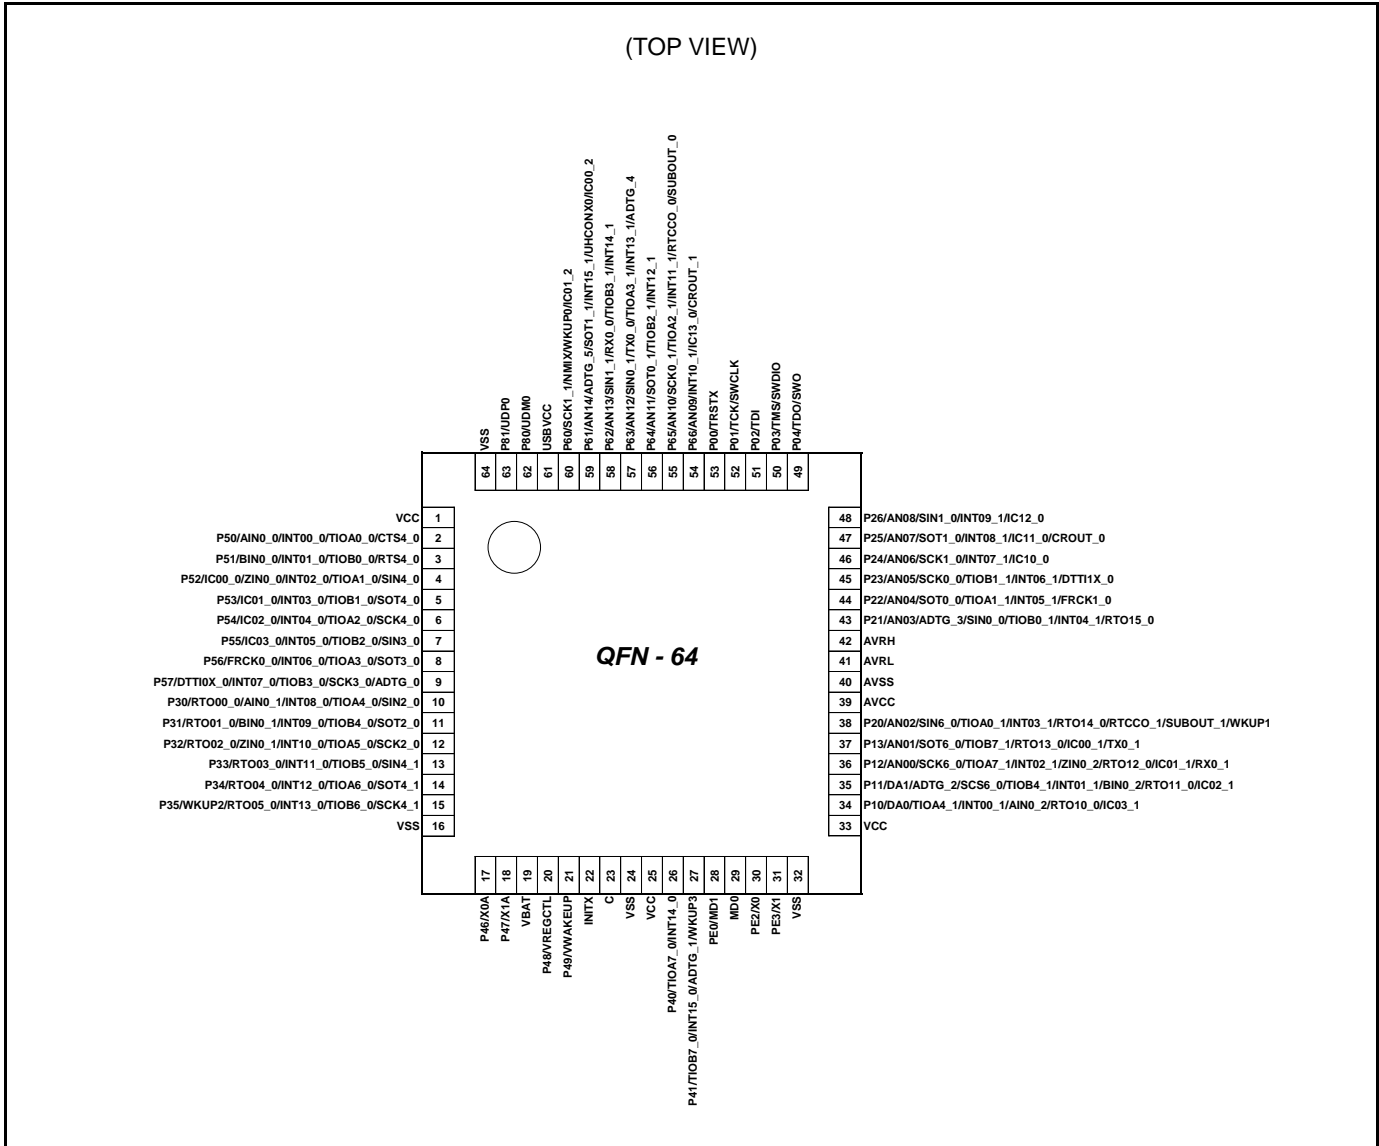 (TOP VIEW)
VSS
P81/UDP0
P80/UDM0
USBVCC
P60/SCK1_1/NMIX/WKUP0/IC01_2
P61/AN14/ADTG_5/SOT1_1/INT15_1/UHCONX0/IC00_2
P62/AN13/SIN1_1/RX0_0/TIOB3_1/INT14_1
P63/AN12/SIN0_1/TX0_0/TIOA3_1/INT13_1/ADTG_4
P64/AN11/SOT0_1/TIOB2_1/INT12_1
P65/AN10/SCK0_1/TIOA2_1/INT11_1/RTCCO_0/SUBOUT_0
P66/AN09/INT10_1/IC13_0/CROUT_1
P00/TRSTX
P01/TCK/SWCLK
P02/TDI
P03/TMS/SWDIO
P04/TDO/SWO
64 63 62 61 60 59 58 57 56 55 54 53 52 51 50 49
VCC 1
P50/AIN0_0/INT00_0/TIOA0_0/CTS4_0 2
P51/BIN0_0/INT01_0/TIOB0_0/RTS4_0 3
P52/IC00_0/ZIN0_0/INT02_0/TIOA1_0/SIN4_0 4
P53/IC01_0/INT03_0/TIOB1_0/SOT4_0 5
P54/IC02_0/INT04_0/TIOA2_0/SCK4_0 6
P55/IC03_0/INT05_0/TIOB2_0/SIN3_0 7
P56/FRCK0_0/INT06_0/TIOA3_0/SOT3_0 8
P57/DTTI0X_0/INT07_0/TIOB3_0/SCK3_0/ADTG_0 9
P30/RTO00_0/AIN0_1/INT08_0/TIOA4_0/SIN2_0 10
P31/RTO01_0/BIN0_1/INT09_0/TIOB4_0/SOT2_0 11
P32/RTO02_0/ZIN0_1/INT10_0/TIOA5_0/SCK2_0 12
P33/RTO03_0/INT11_0/TIOB5_0/SIN4_1 13
P34/RTO04_0/INT12_0/TIOA6_0/SOT4_1 14
P35/WKUP2/RTO05_0/INT13_0/TIOB6_0/SCK4_1 15
VSS 16
QFN - 64
48 P26/AN08/SIN1_0/INT09_1/IC12_0
47 P25/AN07/SOT1_0/INT08_1/IC11_0/CROUT_0
46 P24/AN06/SCK1_0/INT07_1/IC10_0
45 P23/AN05/SCK0_0/TIOB1_1/INT06_1/DTTI1X_0
44 P22/AN04/SOT0_0/TIOA1_1/INT05_1/FRCK1_0
43 P21/AN03/ADTG_3/SIN0_0/TIOB0_1/INT04_1/RTO15_0
42 AVRH
41 AVRL
40 AVSS
39 AVCC
38 P20/AN02/SIN6_0/TIOA0_1/INT03_1/RTO14_0/RTCCO_1/SUBOUT_1/WKUP1
37 P13/AN01/SOT6_0/TIOB7_1/RTO13_0/IC00_1/TX0_1
36 P12/AN00/SCK6_0/TIOA7_1/INT02_1/ZIN0_2/RTO12_0/IC01_1/RX0_1
35 P11/DA1/ADTG_2/SCS6_0/TIOB4_1/INT01_1/BIN0_2/RTO11_0/IC02_1
34 P10/DA0/TIOA4_1/INT00_1/AIN0_2/RTO10_0/IC03_1
33 VCC
17 18 19 20 21 22 23 24 25 26 27 28 29 30 31 32
P46/X0A
P47/X1A
VBAT
P48/VREGCTL
P49/VWAKEUP
INITX
C
VSS
VCC
P40/TIOA7_0/INT14_0
P41/TIOB7_0/INT15_0/ADTG_1/WKUP3
PE0/MD1
MD0
PE2/X0
PE3/X1
VSS